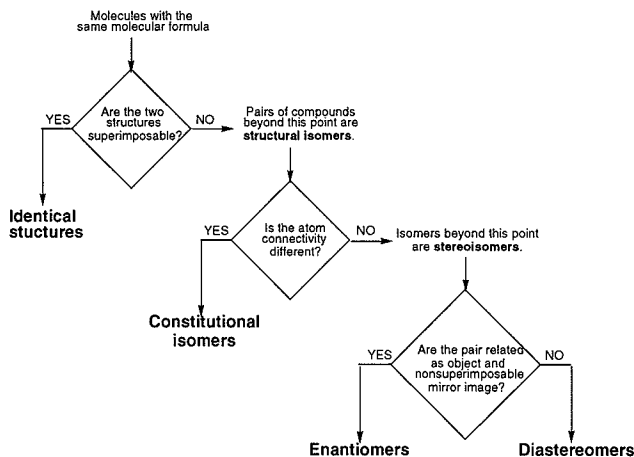 Molecules with the
same molecular formula
Are the two
structures
superimposable?
YES
NO
Pairs of compounds
beyond this point are
structural isomers.
Identical
stuctures
Is the atom
connectivity
different?
YES
NO
Isomers beyond this point
are stereoisomers.
Constitutional
isomers
Are the pair related
as object and
nonsuperimposable
mirror image?
YES
NO
Enantiomers
Diastereomers